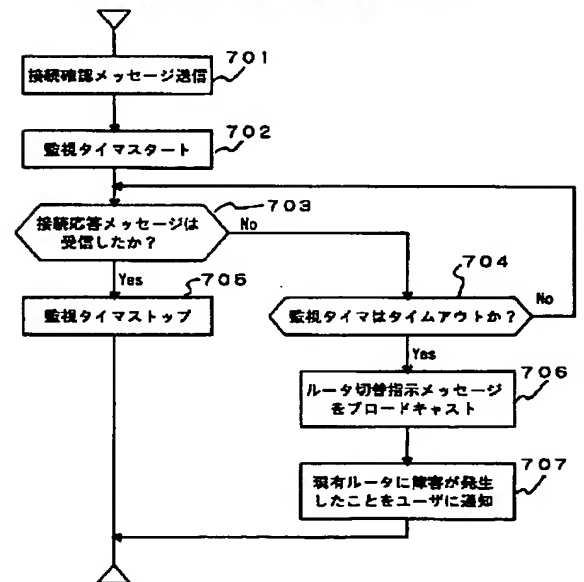 701
接続確認メッセージ送信
702
監視タイマスタート
703
接続応答メッセージは
受信したか?
No
Yes
705
監視タイマストップ
704
監視タイマはタイムアウトか?
No
Yes
706
ルータ切替指示メッセージ
をブロードキャスト
707
現有ルータに障害が発生
したことをユーザに通知